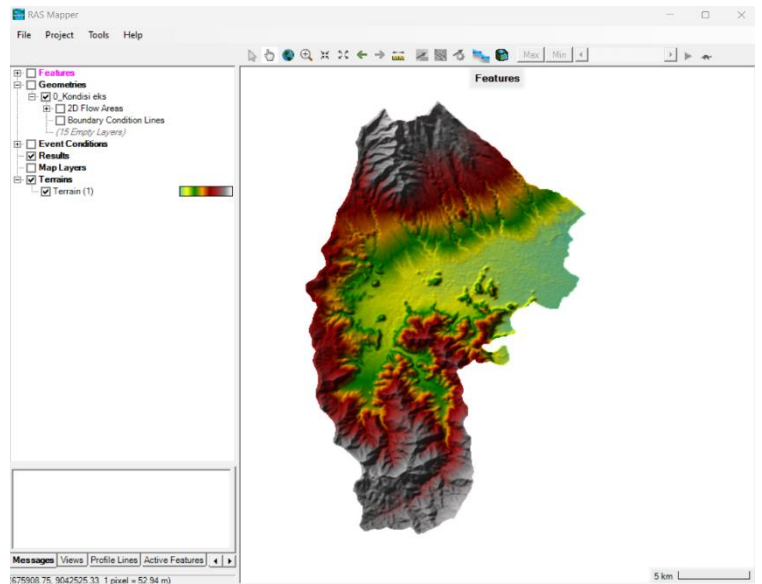 RAS Mapper
File Project Tools Help
Max Min
Features
Geometries
0_Kondisi eks
2D Flow Areas
Boundary Condition Lines
(15 Empty Layers)
Event Conditions
Results
Map Layers
Terrains
Terrain (1)
Features
Messages Views Profile Lines Active Features
(675908.75, 9042525.33 1 pixel = 52.94 m)
5 km